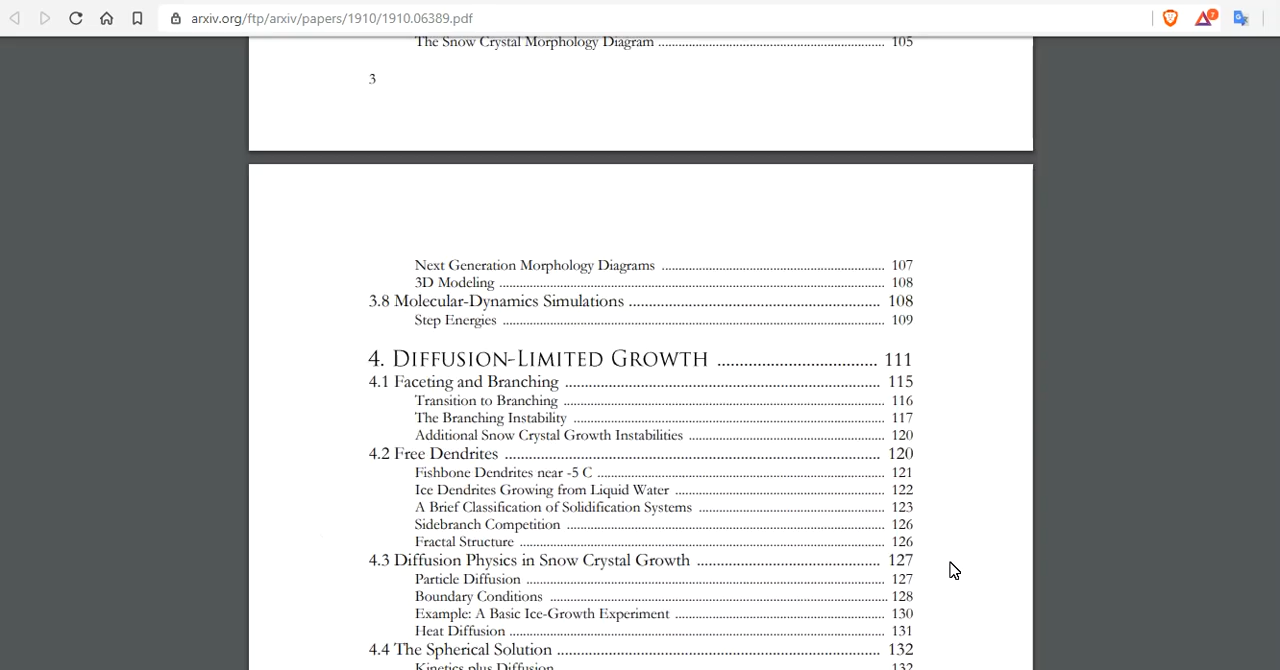 arxiv.org/ftp/arxiv/papers/1910/1910.06389.pdf
7
The Snow Crystal Morphology Diagram ........................................................ 105
3
Next Generation Morphology Diagrams ........................................................ 107
3D Modeling ........................................................ 108
3.8 Molecular-Dynamics Simulations ........................................................ 108
Step Energies ........................................................ 109
4. DIFFUSION-LIMITED GROWTH .................................. 111
4.1 Faceting and Branching ........................................................ 115
Transition to Branching ........................................................ 116
The Branching Instability ........................................................ 117
Additional Snow Crystal Growth Instabilities ........................................................ 120
4.2 Free Dendrites ........................................................ 120
Fishbone Dendrites near -5 C ........................................................ 121
Ice Dendrites Growing from Liquid Water ........................................................ 122
A Brief Classification of Solidification Systems ........................................................ 123
Sidebranch Competition ........................................................ 126
Fractal Structure ........................................................ 126
4.3 Diffusion Physics in Snow Crystal Growth ........................................................ 127
Particle Diffusion ........................................................ 127
Boundary Conditions ........................................................ 128
Example: A Basic Ice-Growth Experiment ........................................................ 130
Heat Diffusion ........................................................ 131
4.4 The Spherical Solution ........................................................ 132
Kinetics plus Diffusion ........................................................ 132